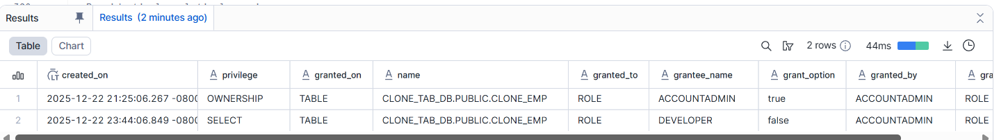 Results Results (2 minutes ago)
Table Chart 2 rows 44ms
created_on privilege granted_on name granted_to grantee_name grant_option granted_by gra
1 2025-12-22 21:25:06.267 -0800 OWNERSHIP TABLE CLONE_TAB_DB.PUBLIC.CLONE_EMP ROLE ACCOUNTADMIN true ACCOUNTADMIN ROLE
2 2025-12-22 23:44:06.849 -0800 SELECT TABLE CLONE_TAB_DB.PUBLIC.CLONE_EMP ROLE DEVELOPER false ACCOUNTADMIN ROLE